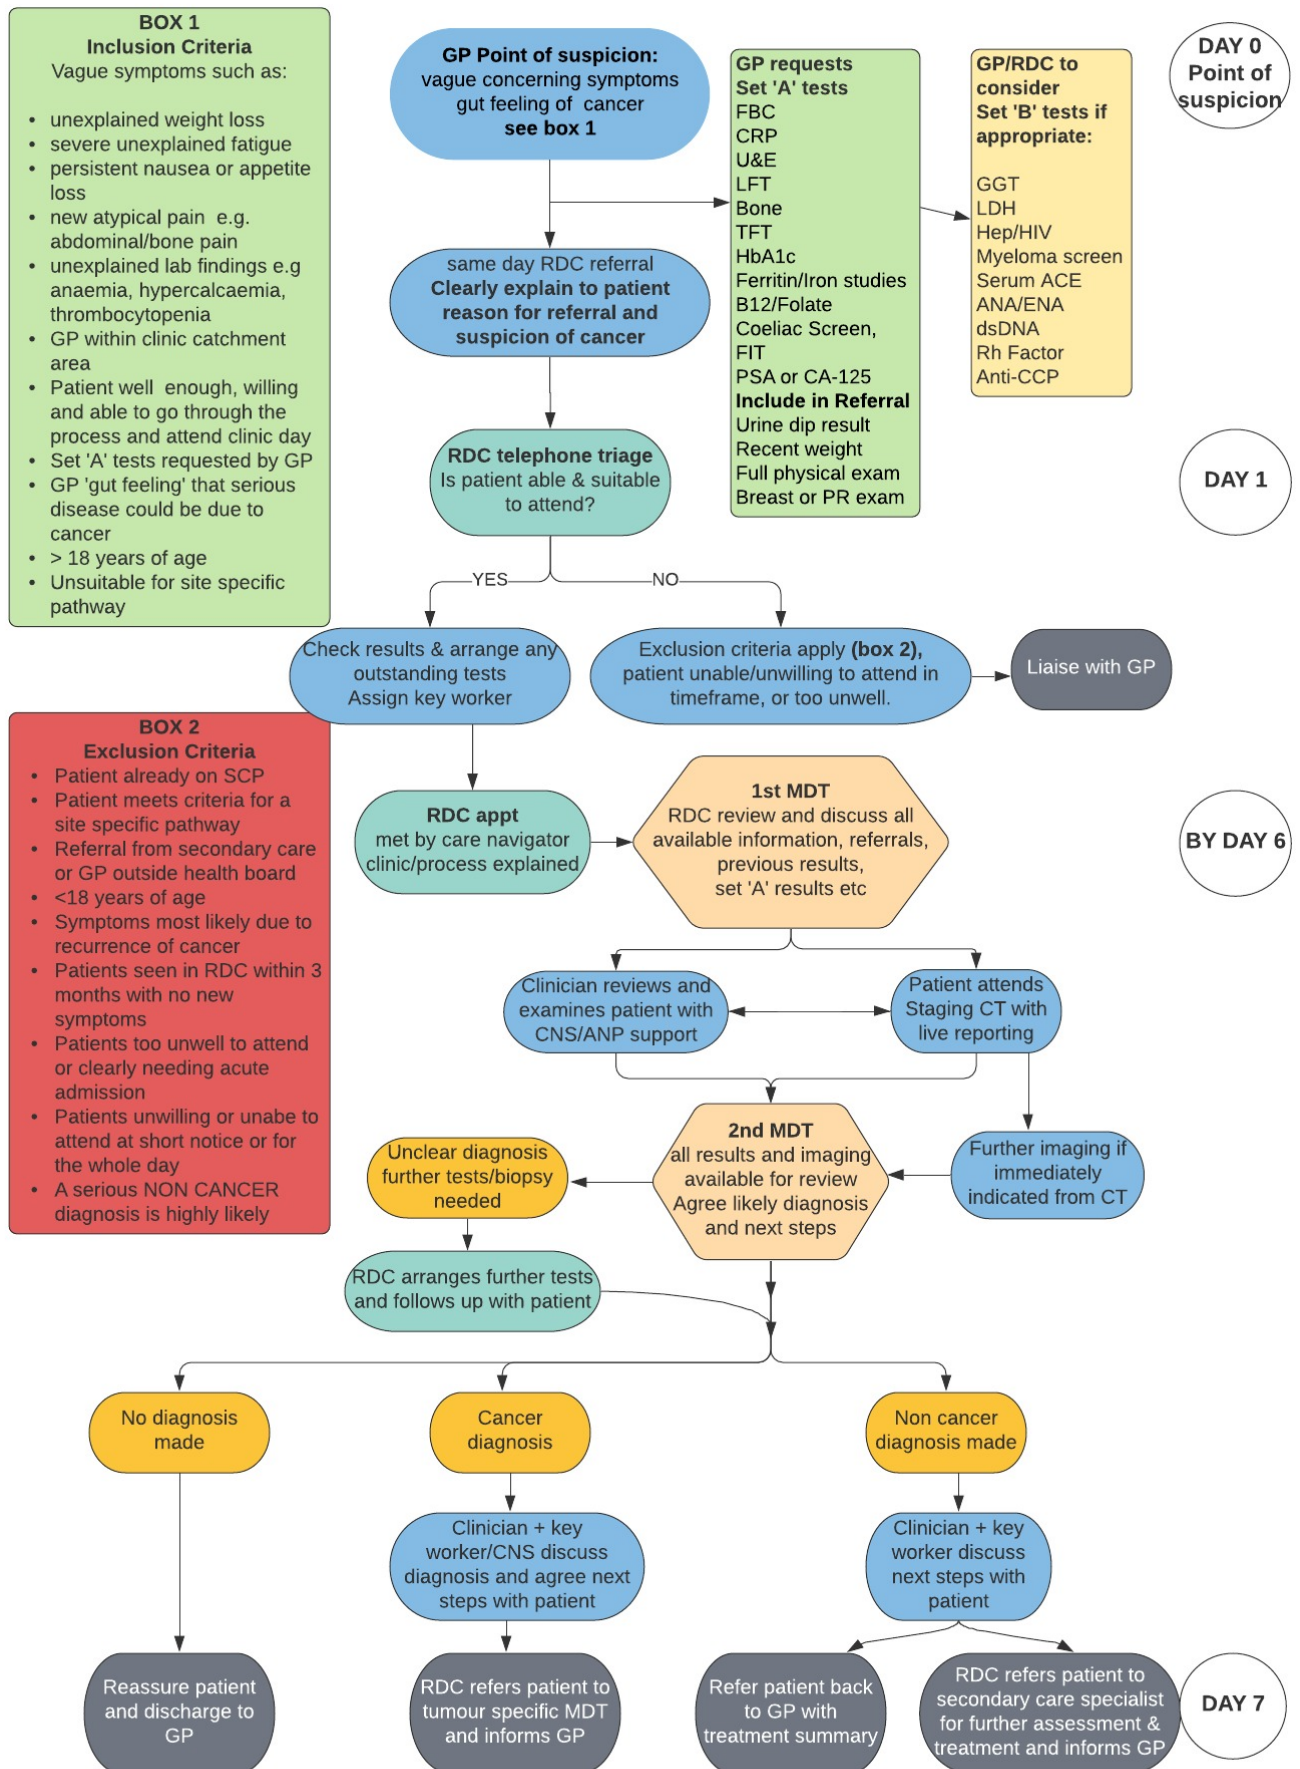 BOX 1
Inclusion Criteria
Vague symptoms such as:
• unexplained weight loss
• severe unexplained fatigue
• persistent nausea or appetite
loss
• new atypical pain e.g.
abdominal/bone pain
• unexplained lab findings e.g
anaemia, hypercalcaemia,
thrombocytopenia
• GP within clinic catchment
area
• Patient well enough, willing
and able to go through the
process and attend clinic day
• Set 'A' tests requested by GP
• GP 'gut feeling' that serious
disease could be due to
cancer
• > 18 years of age
• Unsuitable for site specific
pathway
GP Point of suspicion:
vague concerning symptoms
gut feeling of cancer
see box 1
GP requests
Set 'A' tests
FBC
CRP
U&E
LFT
Bone
TFT
HbA1c
Ferritin/Iron studies
B12/Folate
Coeliac Screen,
FIT
PSA or CA-125
Include in Referral
Urine dip result
Recent weight
Full physical exam
Breast or PR exam
GP/RDC to
consider
Set 'B' tests if
appropriate:
GGT
LDH
Hep/HIV
Myeloma screen
Serum ACE
ANA/ENA
dsDNA
Rh Factor
Anti-CCP
DAY 0
Point of
suspicion
same day RDC referral
Clearly explain to patient
reason for referral and
suspicion of cancer
RDC telephone triage
Is patient able & suitable
to attend?
DAY 1
YES
NO
Check results & arrange any
outstanding tests
Assign key worker
Exclusion criteria apply (box 2),
patient unable/unwilling to attend in
timeframe, or too unwell.
Liaise with GP
BOX 2
Exclusion Criteria
• Patient already on SCP
• Patient meets criteria for a
site specific pathway
• Referral from secondary care
or GP outside health board
• <18 years of age
• Symptoms most likely due to
recurrence of cancer
• Patients seen in RDC within 3
months with no new
symptoms
• Patients too unwell to attend
or clearly needing acute
admission
• Patients unwilling or unabe to
attend at short notice or for
the whole day
• A serious NON CANCER
diagnosis is highly likely
RDC appt
met by care navigator
clinic/process explained
1st MDT
RDC review and discuss all
available information, referrals,
previous results,
set 'A' results etc
BY DAY 6
Clinician reviews and
examines patient with
CNS/ANP support
Patient attends
Staging CT with
live reporting
2nd MDT
all results and imaging
available for review
Agree likely diagnosis
and next steps
Unclear diagnosis
further tests/biopsy
needed
Further imaging if
immediately
indicated from CT
RDC arranges further tests
and follows up with patient
No diagnosis
made
Cancer
diagnosis
Non cancer
diagnosis made
Clinician + key
worker/CNS discuss
diagnosis and agree next
steps with patient
Clinician + key
worker discuss
next steps with
patient
Reassure patient
and discharge to
GP
RDC refers patient to
tumour specific MDT
and informs GP
Refer patient back
to GP with
treatment summary
RDC refers patient to
secondary care specialist
for further assessment &
treatment and informs GP
DAY 7